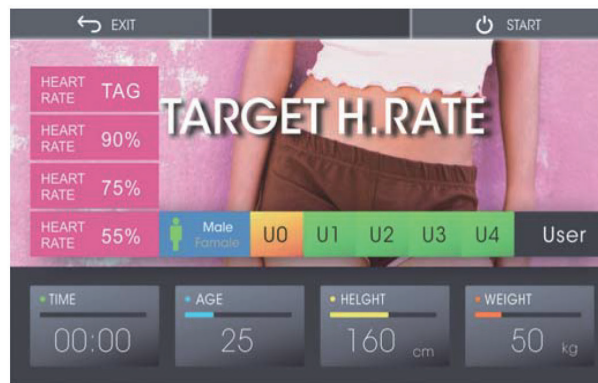 EXIT
START
HEART RATE TAG
TARGET H.RATE
HEART RATE 90%
HEART RATE 75%
HEART RATE 55%
Male
Famale
U0 U1 U2 U3 U4 User
TIME
00:00
AGE
25
HELGHT
160 cm
WEIGHT
50 kg